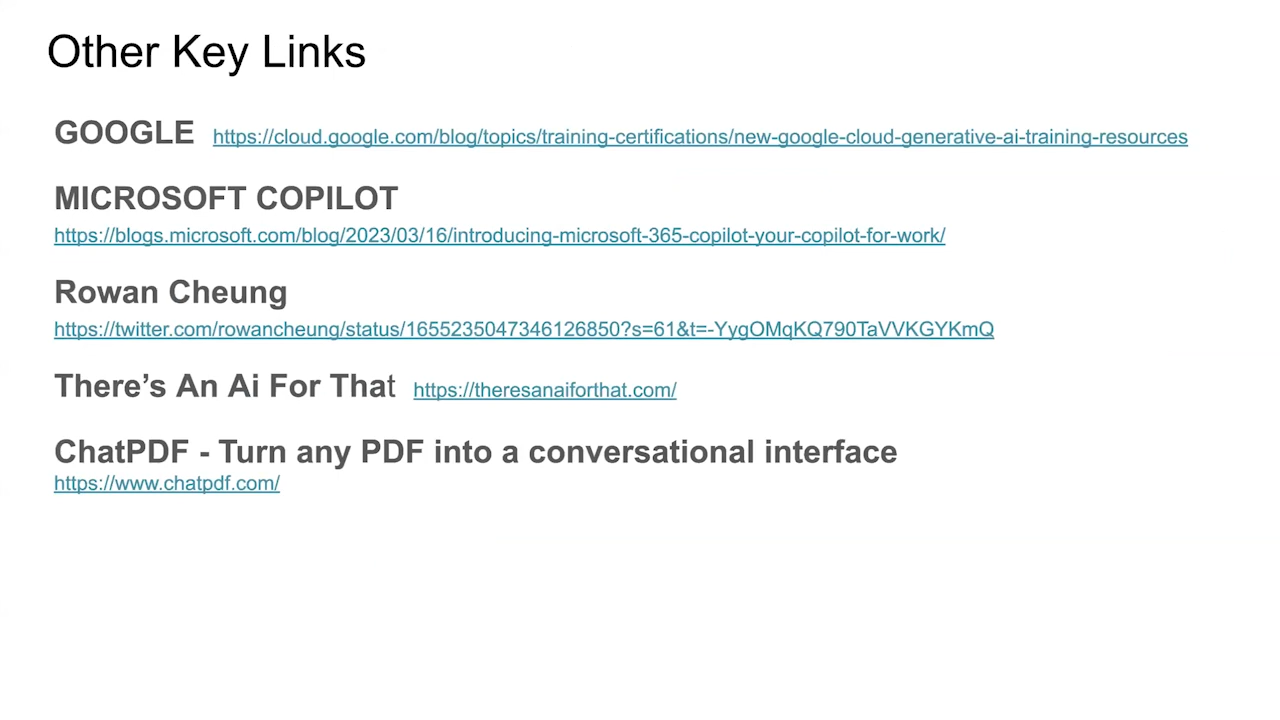 Other Key Links
GOOGLE https://cloud.google.com/blog/topics/training-certifications/new-google-cloud-generative-ai-training-resources
MICROSOFT COPILOT
https://blogs.microsoft.com/blog/2023/03/16/introducing-microsoft-365-copilot-your-copilot-for-work/
Rowan Cheung
https://twitter.com/rowancheung/status/1655235047346126850?s=61&t=-YygOMqKQ790TaVVKGYKmQ
There’s An Ai For That https://theresanaiforthat.com/
ChatPDF - Turn any PDF into a conversational interface
https://www.chatpdf.com/